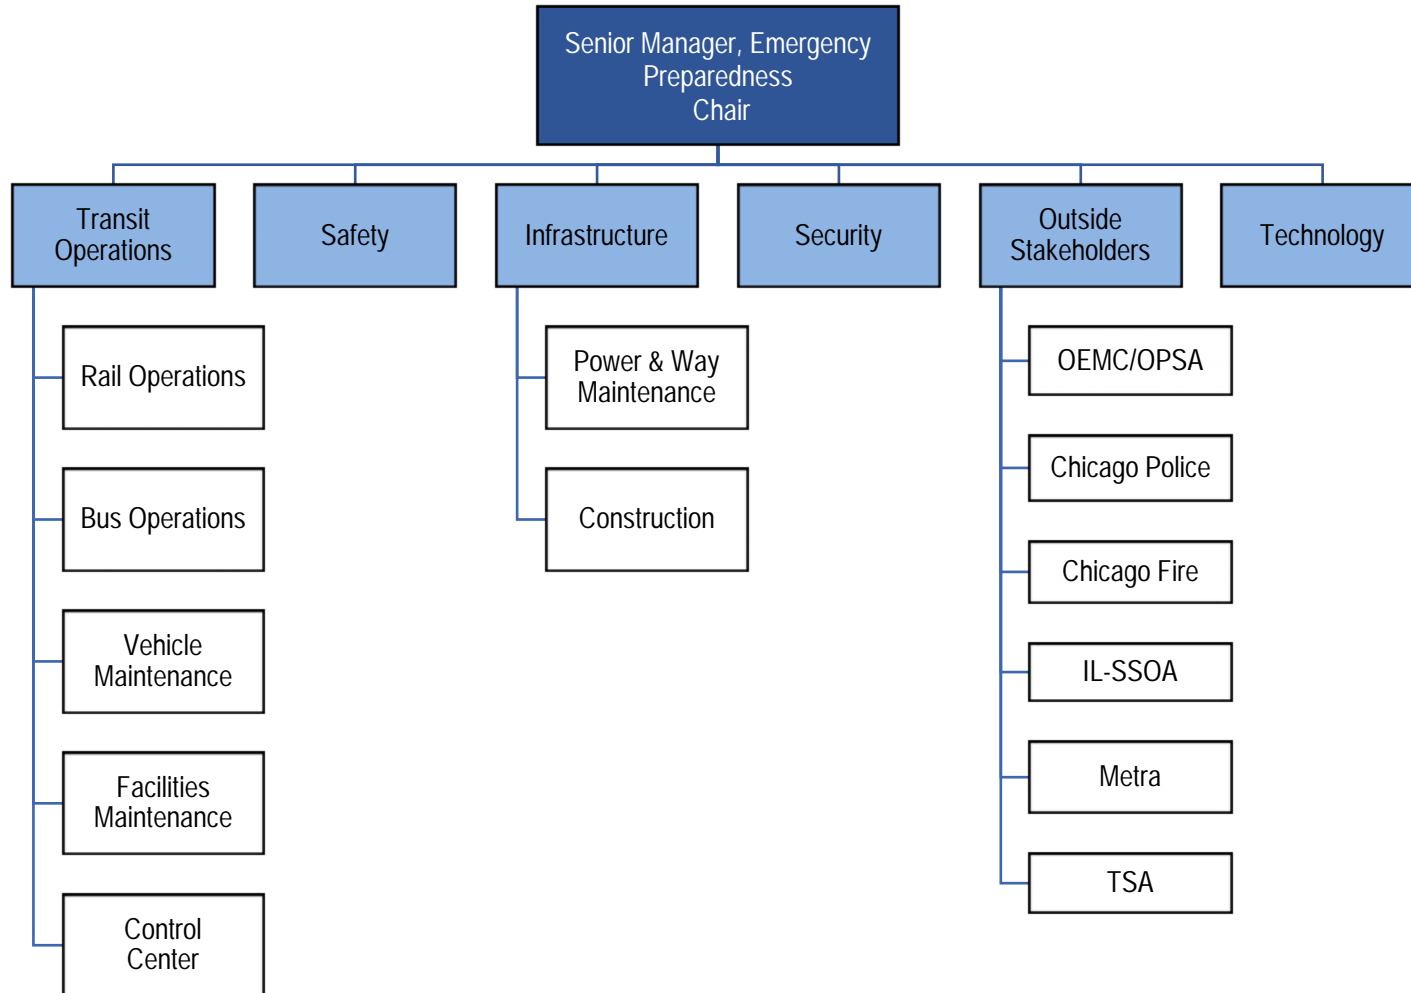 Senior Manager, Emergency
Preparedness
Chair
Transit
Operations
Safety
Infrastructure
Security
Outside
Stakeholders
Technology
Rail Operations
Bus Operations
Vehicle
Maintenance
Facilities
Maintenance
Control
Center
Power & Way
Maintenance
Construction
OEMC/OPSA
Chicago Police
Chicago Fire
IL-SSOA
Metra
TSA